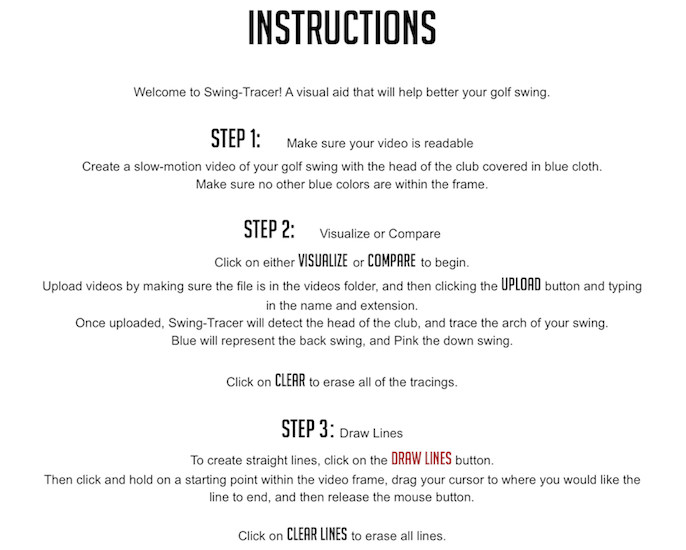 INSTRUCTIONS
Welcome to Swing-Tracer! A visual aid that will help better your golf swing.
STEP 1: Make sure your video is readable
Create a slow-motion video of your golf swing with the head of the club covered in blue cloth.
Make sure no other blue colors are within the frame.
STEP 2: Visualize or Compare
Click on either VISUALIZE or COMPARE to begin.
Upload videos by making sure the file is in the videos folder, and then clicking the UPLOAD button and typing
in the name and extension.
Once uploaded, Swing-Tracer will detect the head of the club, and trace the arch of your swing.
Blue will represent the back swing, and Pink the down swing.
Click on CLEAR to erase all of the tracings.
STEP 3: Draw Lines
To create straight lines, click on the DRAW LINES button.
Then click and hold on a starting point within the video frame, drag your cursor to where you would like the
line to end, and then release the mouse button.
Click on CLEAR LINES to erase all lines.